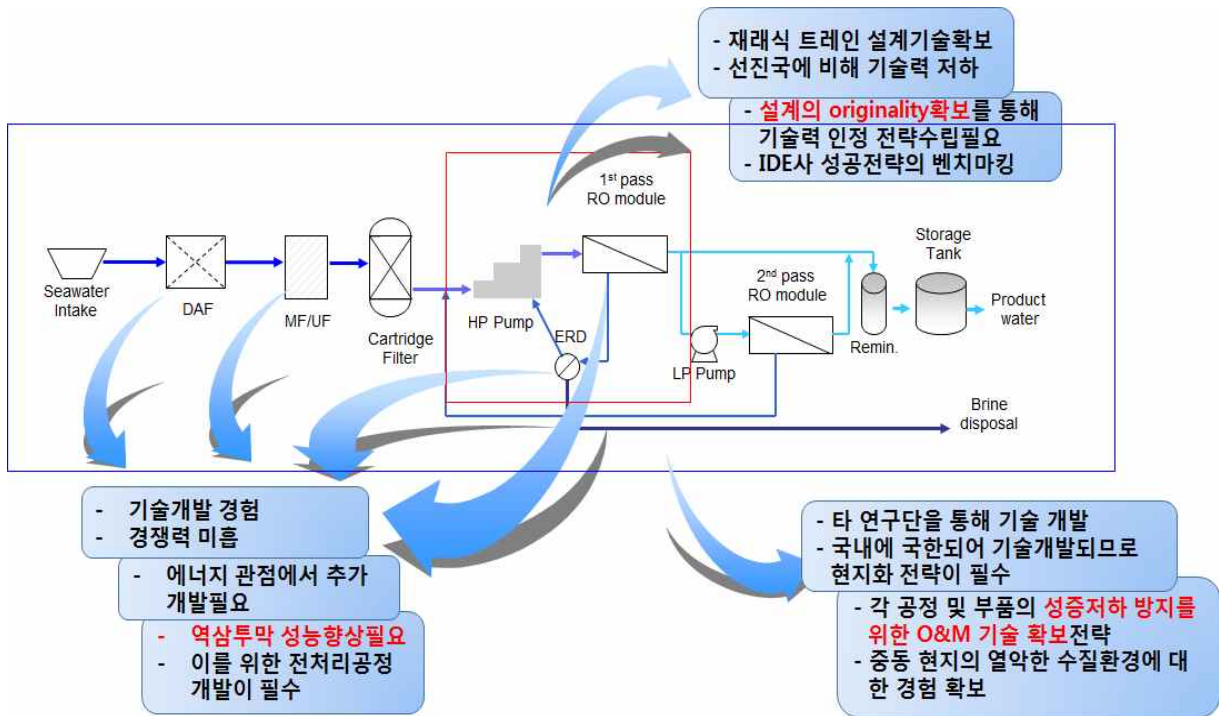 - 재래식 트레인 설계기술확보
- 선진국에 비해 기술력 저하
- 설계의 originality확보를 통해
기술력 인정 전략수립필요
- IDE사 성공전략의 벤치마킹
1st pass
RO module
Seawater
Intake
DAF
MF/UF
Cartridge
Filter
HP Pump
ERD
LP Pump
2nd pass
RO module
Remin.
Storage
Tank
Product
water
Brine
disposal
- 기술개발 경험
- 경쟁력 미흡
- 에너지 관점에서 추가
개발필요
- 역삼투막 성능향상필요
- 이를 위한 전처리공정
개발이 필수
- 타 연구단을 통해 기술 개발
- 국내에 국한되어 기술개발되므로
현지화 전략이 필수
- 각 공정 및 부품의 성증저하 방지를
위한 O&M 기술 확보전략
- 중동 현지의 열악한 수질환경에 대
한 경험 확보